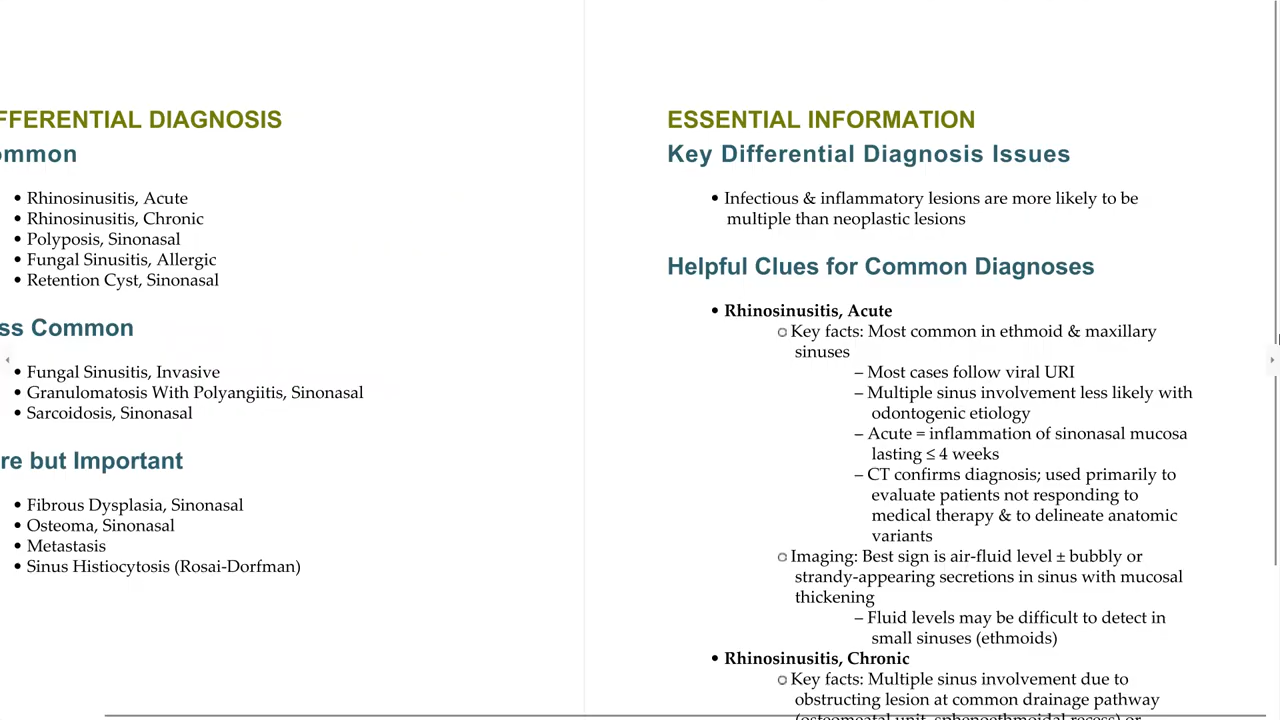 FFERENTIAL DIAGNOSIS
ommon
• Rhinosinusitis, Acute
• Rhinosinusitis, Chronic
• Polyposis, Sinonasal
• Fungal Sinusitis, Allergic
• Retention Cyst, Sinonasal
ss Common
• Fungal Sinusitis, Invasive
• Granulomatosis With Polyangiitis, Sinonasal
• Sarcoidosis, Sinonasal
re but Important
• Fibrous Dysplasia, Sinonasal
• Osteoma, Sinonasal
• Metastasis
• Sinus Histiocytosis (Rosai-Dorfman)
ESSENTIAL INFORMATION
Key Differential Diagnosis Issues
• Infectious & inflammatory lesions are more likely to be
multiple than neoplastic lesions
Helpful Clues for Common Diagnoses
• Rhinosinusitis, Acute
○ Key facts: Most common in ethmoid & maxillary
sinuses
– Most cases follow viral URI
– Multiple sinus involvement less likely with
odontogenic etiology
– Acute = inflammation of sinonasal mucosa
lasting ≤ 4 weeks
– CT confirms diagnosis; used primarily to
evaluate patients not responding to
medical therapy & to delineate anatomic
variants
○ Imaging: Best sign is air-fluid level ± bubbly or
strandy-appearing secretions in sinus with mucosal
thickening
– Fluid levels may be difficult to detect in
small sinuses (ethmoids)
• Rhinosinusitis, Chronic
○ Key facts: Multiple sinus involvement due to
obstructing lesion at common drainage pathway
(osteomeatal unit, sphenoethmoidal recess) or